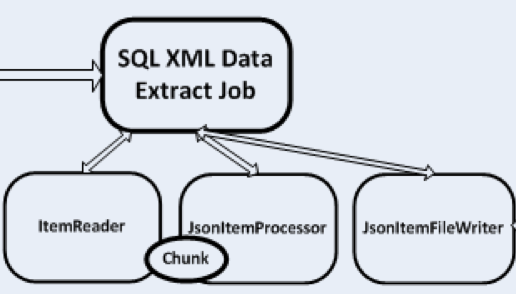 SQL XML Data
Extract Job
ItemReader
JsonItemProcessor
JsonItemFileWriter
Chunk